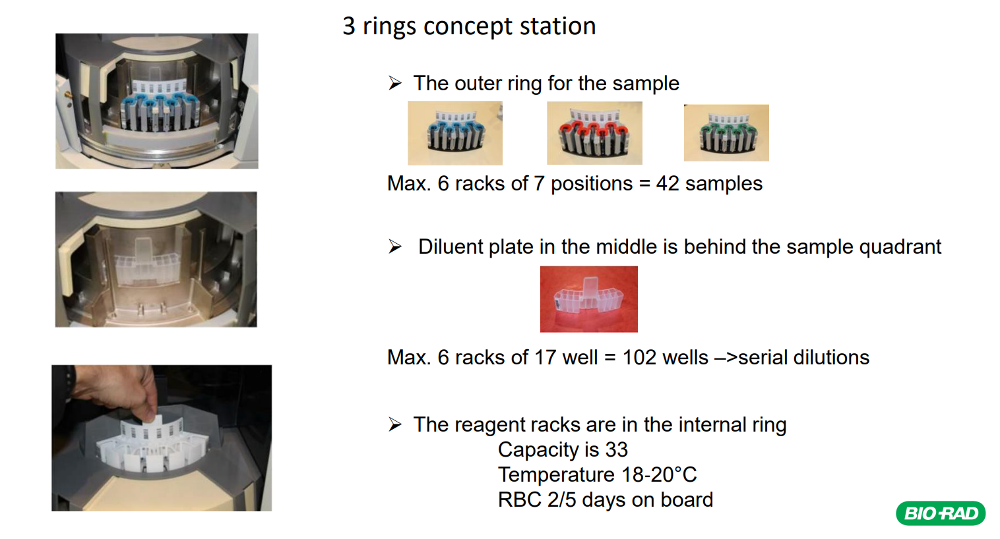 3 rings concept station
➢ The outer ring for the sample
Max. 6 racks of 7 positions = 42 samples
➢ Diluent plate in the middle is behind the sample quadrant
Max. 6 racks of 17 well = 102 wells –>serial dilutions
➢ The reagent racks are in the internal ring
Capacity is 33
Temperature 18-20°C
RBC 2/5 days on board
BIO-RAD